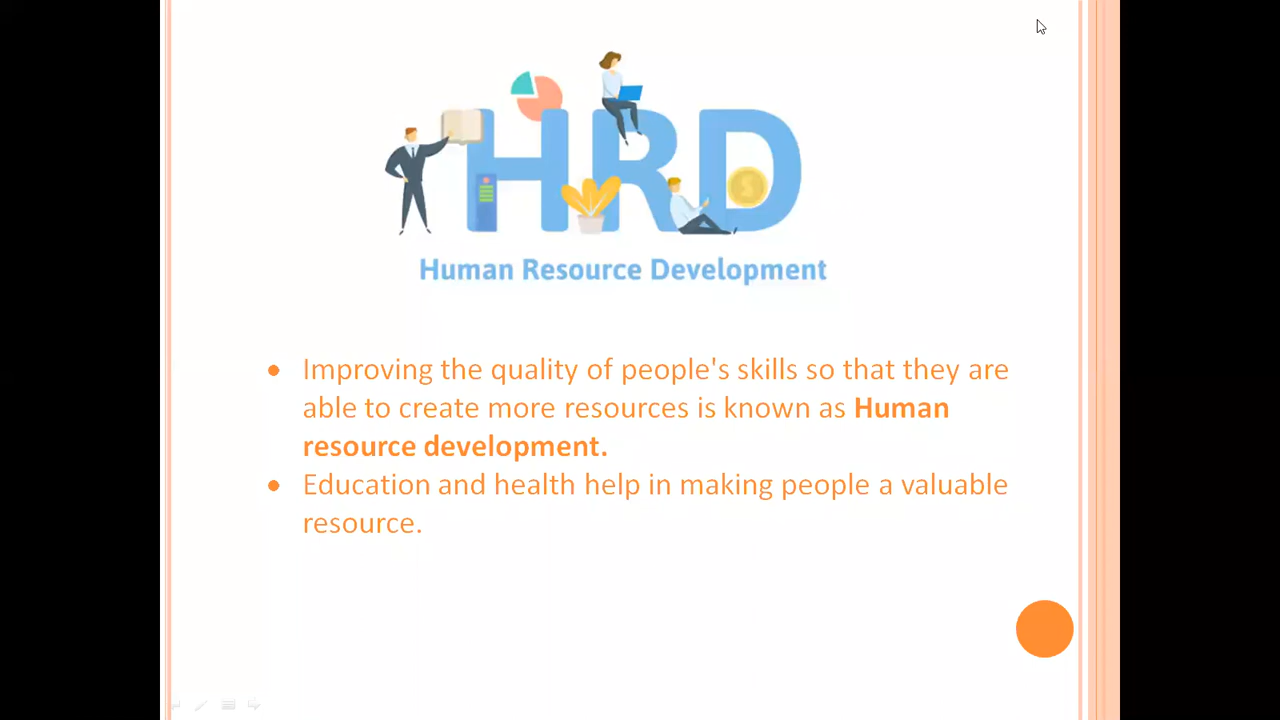 HRD
Human Resource Development
• Improving the quality of people's skills so that they are
able to create more resources is known as Human
resource development.
• Education and health help in making people a valuable
resource.